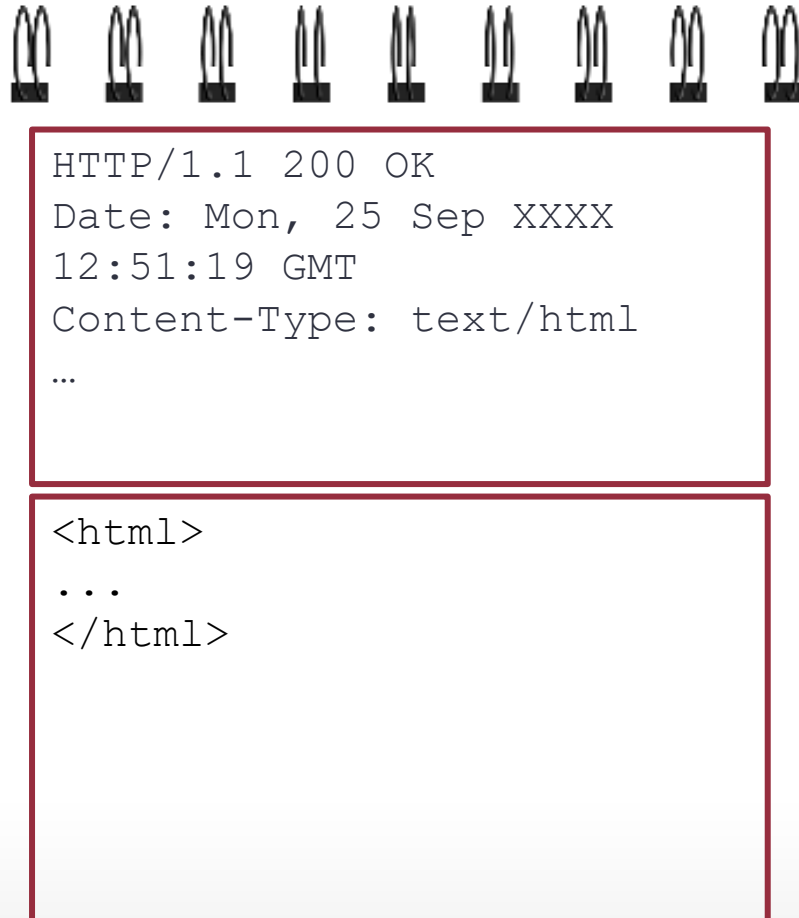 HTTP/1.1 200 OK
Date: Mon, 25 Sep XXXX
12:51:19 GMT
Content-Type: text/html
…
<html>
...
</html>